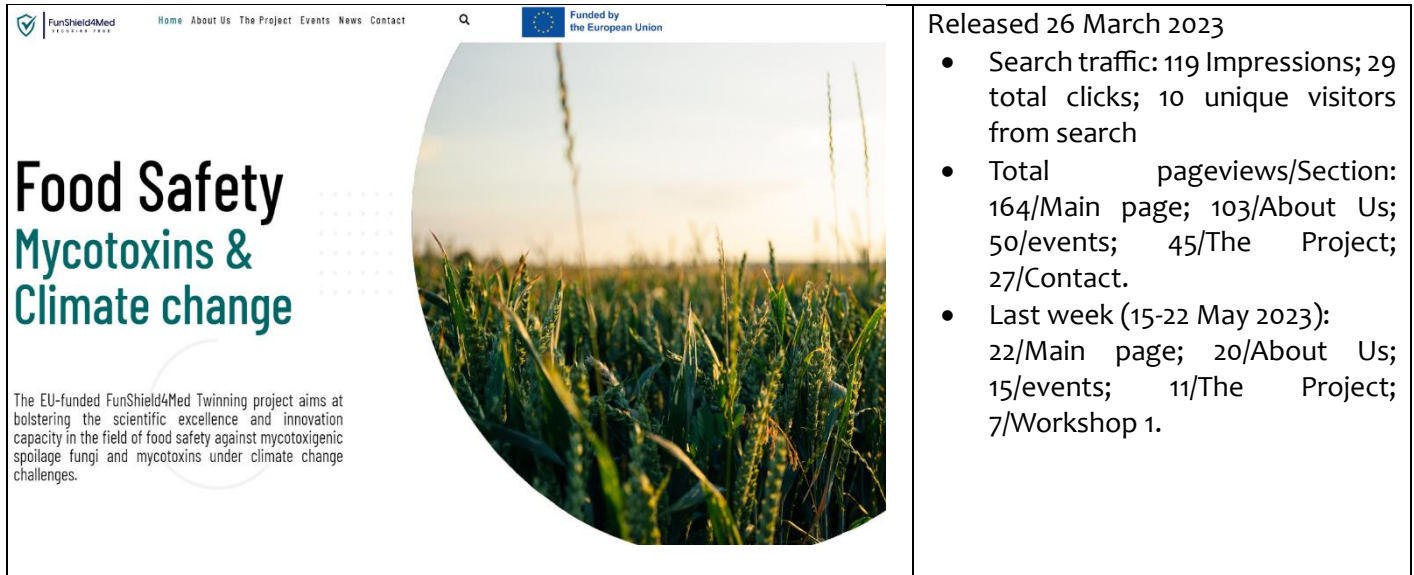 FunShield4Med
SECURING FOOD
Home About Us The Project Events News Contact
Funded by
the European Union
Food Safety
Mycotoxins &
Climate change
The EU-funded FunShield4Med Twinning project aims at
bolstering the scientific excellence and innovation
capacity in the field of food safety against mycotoxigenic
spoilage fungi and mycotoxins under climate change
challenges.
Released 26 March 2023
• Search traffic: 119 Impressions; 29
total clicks; 10 unique visitors
from search
• Total pageviews/Section:
164/Main page; 103/About Us;
50/events; 45/The Project;
27/Contact.
• Last week (15-22 May 2023):
22/Main page; 20/About Us;
15/events; 11/The Project;
7/Workshop 1.